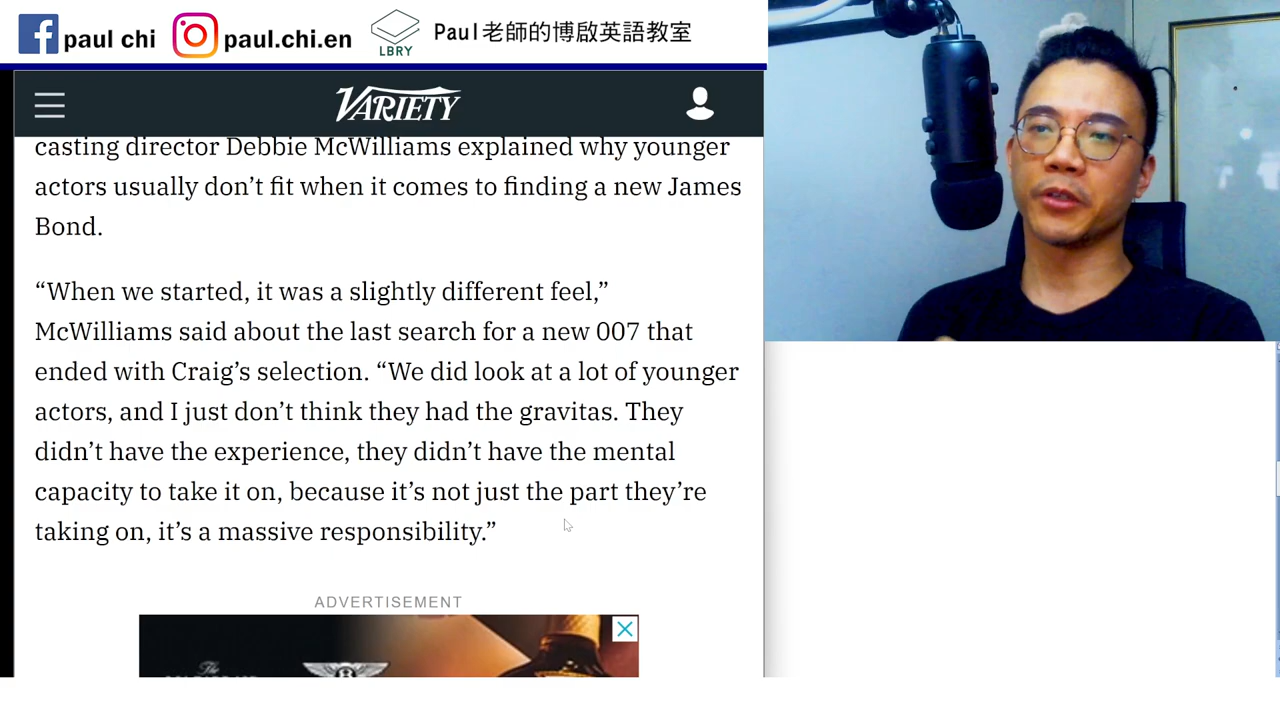 paul chi
paul.chi.en
LBRY
Paul老師的博啟英語教室
VARIETY
casting director Debbie McWilliams explained why younger
actors usually don’t fit when it comes to finding a new James
Bond.
“When we started, it was a slightly different feel,”
McWilliams said about the last search for a new 007 that
ended with Craig’s selection. “We did look at a lot of younger
actors, and I just don’t think they had the gravitas. They
didn’t have the experience, they didn’t have the mental
capacity to take it on, because it’s not just the part they’re
taking on, it’s a massive responsibility.”
ADVERTISEMENT
The